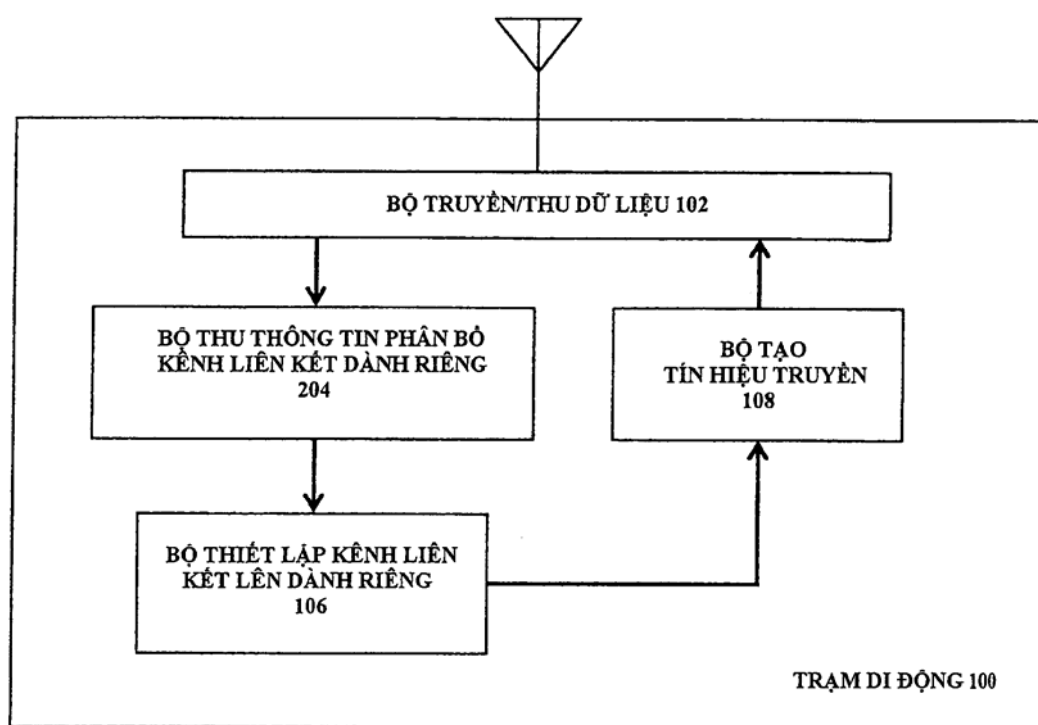 BỘ TRUYỀN/THU DỮ LIỆU 102
BỘ THU THÔNG TIN PHÂN BỔ
KÊNH LIÊN KẾT DÀNH RIÊNG
204
BỘ TẠO
TÍN HIỆU TRUYỀN
108
BỘ THIẾT LẬP KÊNH LIÊN
KẾT LÊN DÀNH RIÊNG
106
TRẠM DI ĐỘNG 100